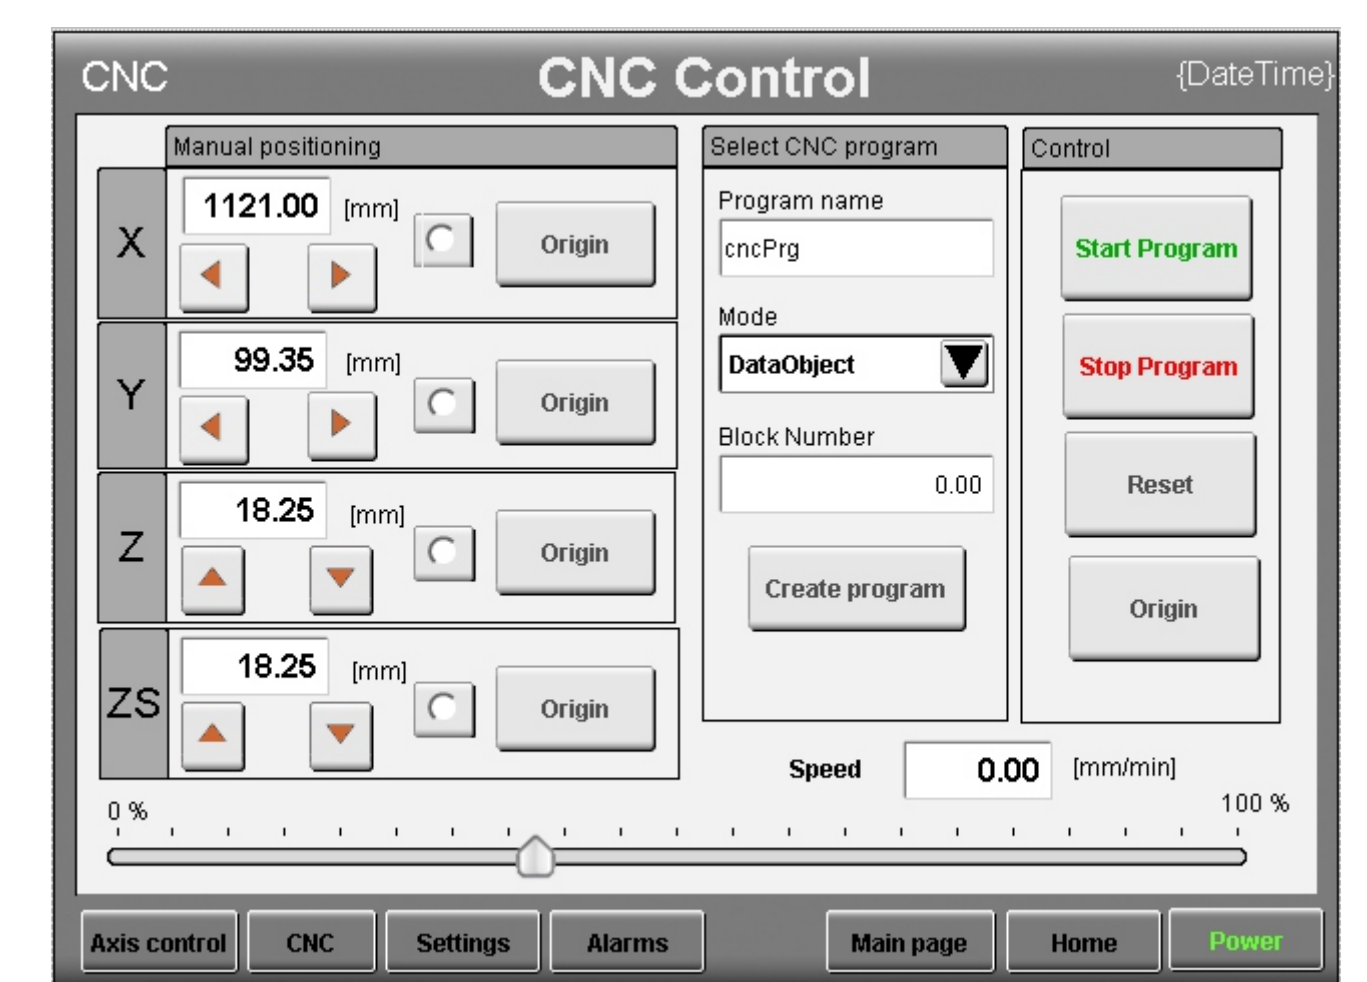 CNC
CNC Control
{DateTime}
Manual positioning
X
1121.00 [mm]
Origin
Y
99.35 [mm]
Origin
Z
18.25 [mm]
Origin
ZS
18.25 [mm]
Origin
Select CNC program
Program name
cncPrg
Mode
DataObject
Block Number
0.00
Create program
Control
Start Program
Stop Program
Reset
Origin
Speed 0.00 [mm/min]
0 % 100 %
Axis control CNC Settings Alarms Main page Home Power